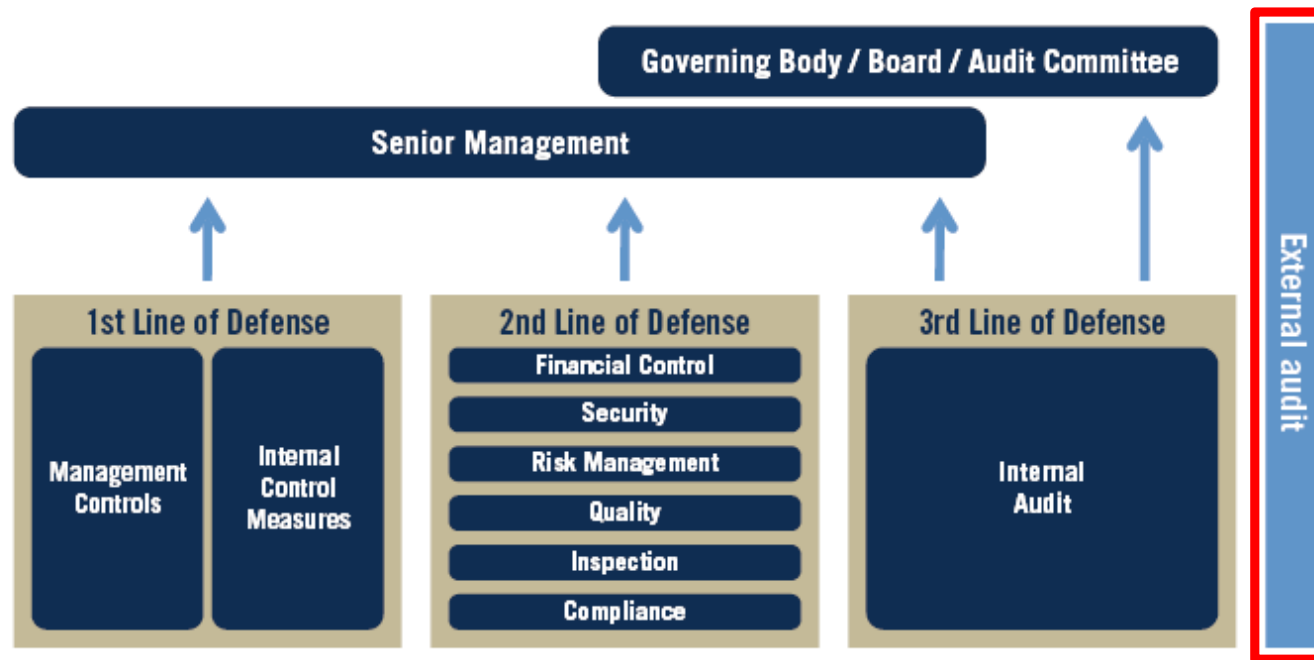 Governing Body / Board / Audit Committee
Senior Management
1st Line of Defense
Management
Controls
Internal
Control
Measures
2nd Line of Defense
Financial Control
Security
Risk Management
Quality
Inspection
Compliance
3rd Line of Defense
Internal
Audit
External audit